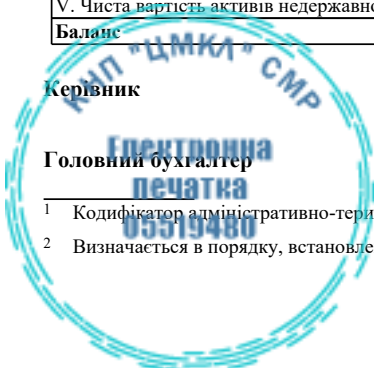 V. Чиста вартість активів недержавно
Баланс
КНП "ЦМКЛ" СМР
Керівник
Електронна
Головний бухгалтер
печатка
05519480
1 Кодифікатор адміністративно-тери
2 Визначається в порядку, встановле